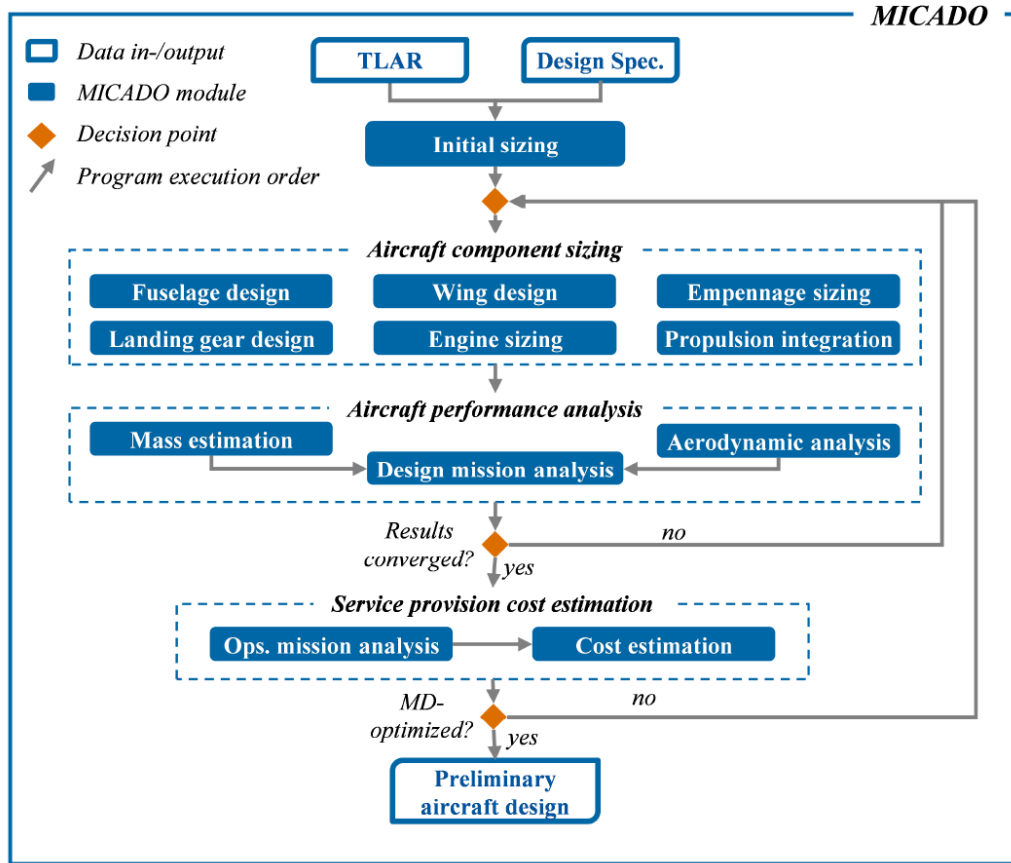 MICADO
Data in-/output
MICADO module
Decision point
Program execution order
TLAR
Design Spec.
Initial sizing
Aircraft component sizing
Fuselage design
Wing design
Empennage sizing
Landing gear design
Engine sizing
Propulsion integration
Aircraft performance analysis
Mass estimation
Aerodynamic analysis
Design mission analysis
Results
converged?
no
yes
Service provision cost estimation
Ops. mission analysis
Cost estimation
MD-
optimized?
no
yes
Preliminary
aircraft design